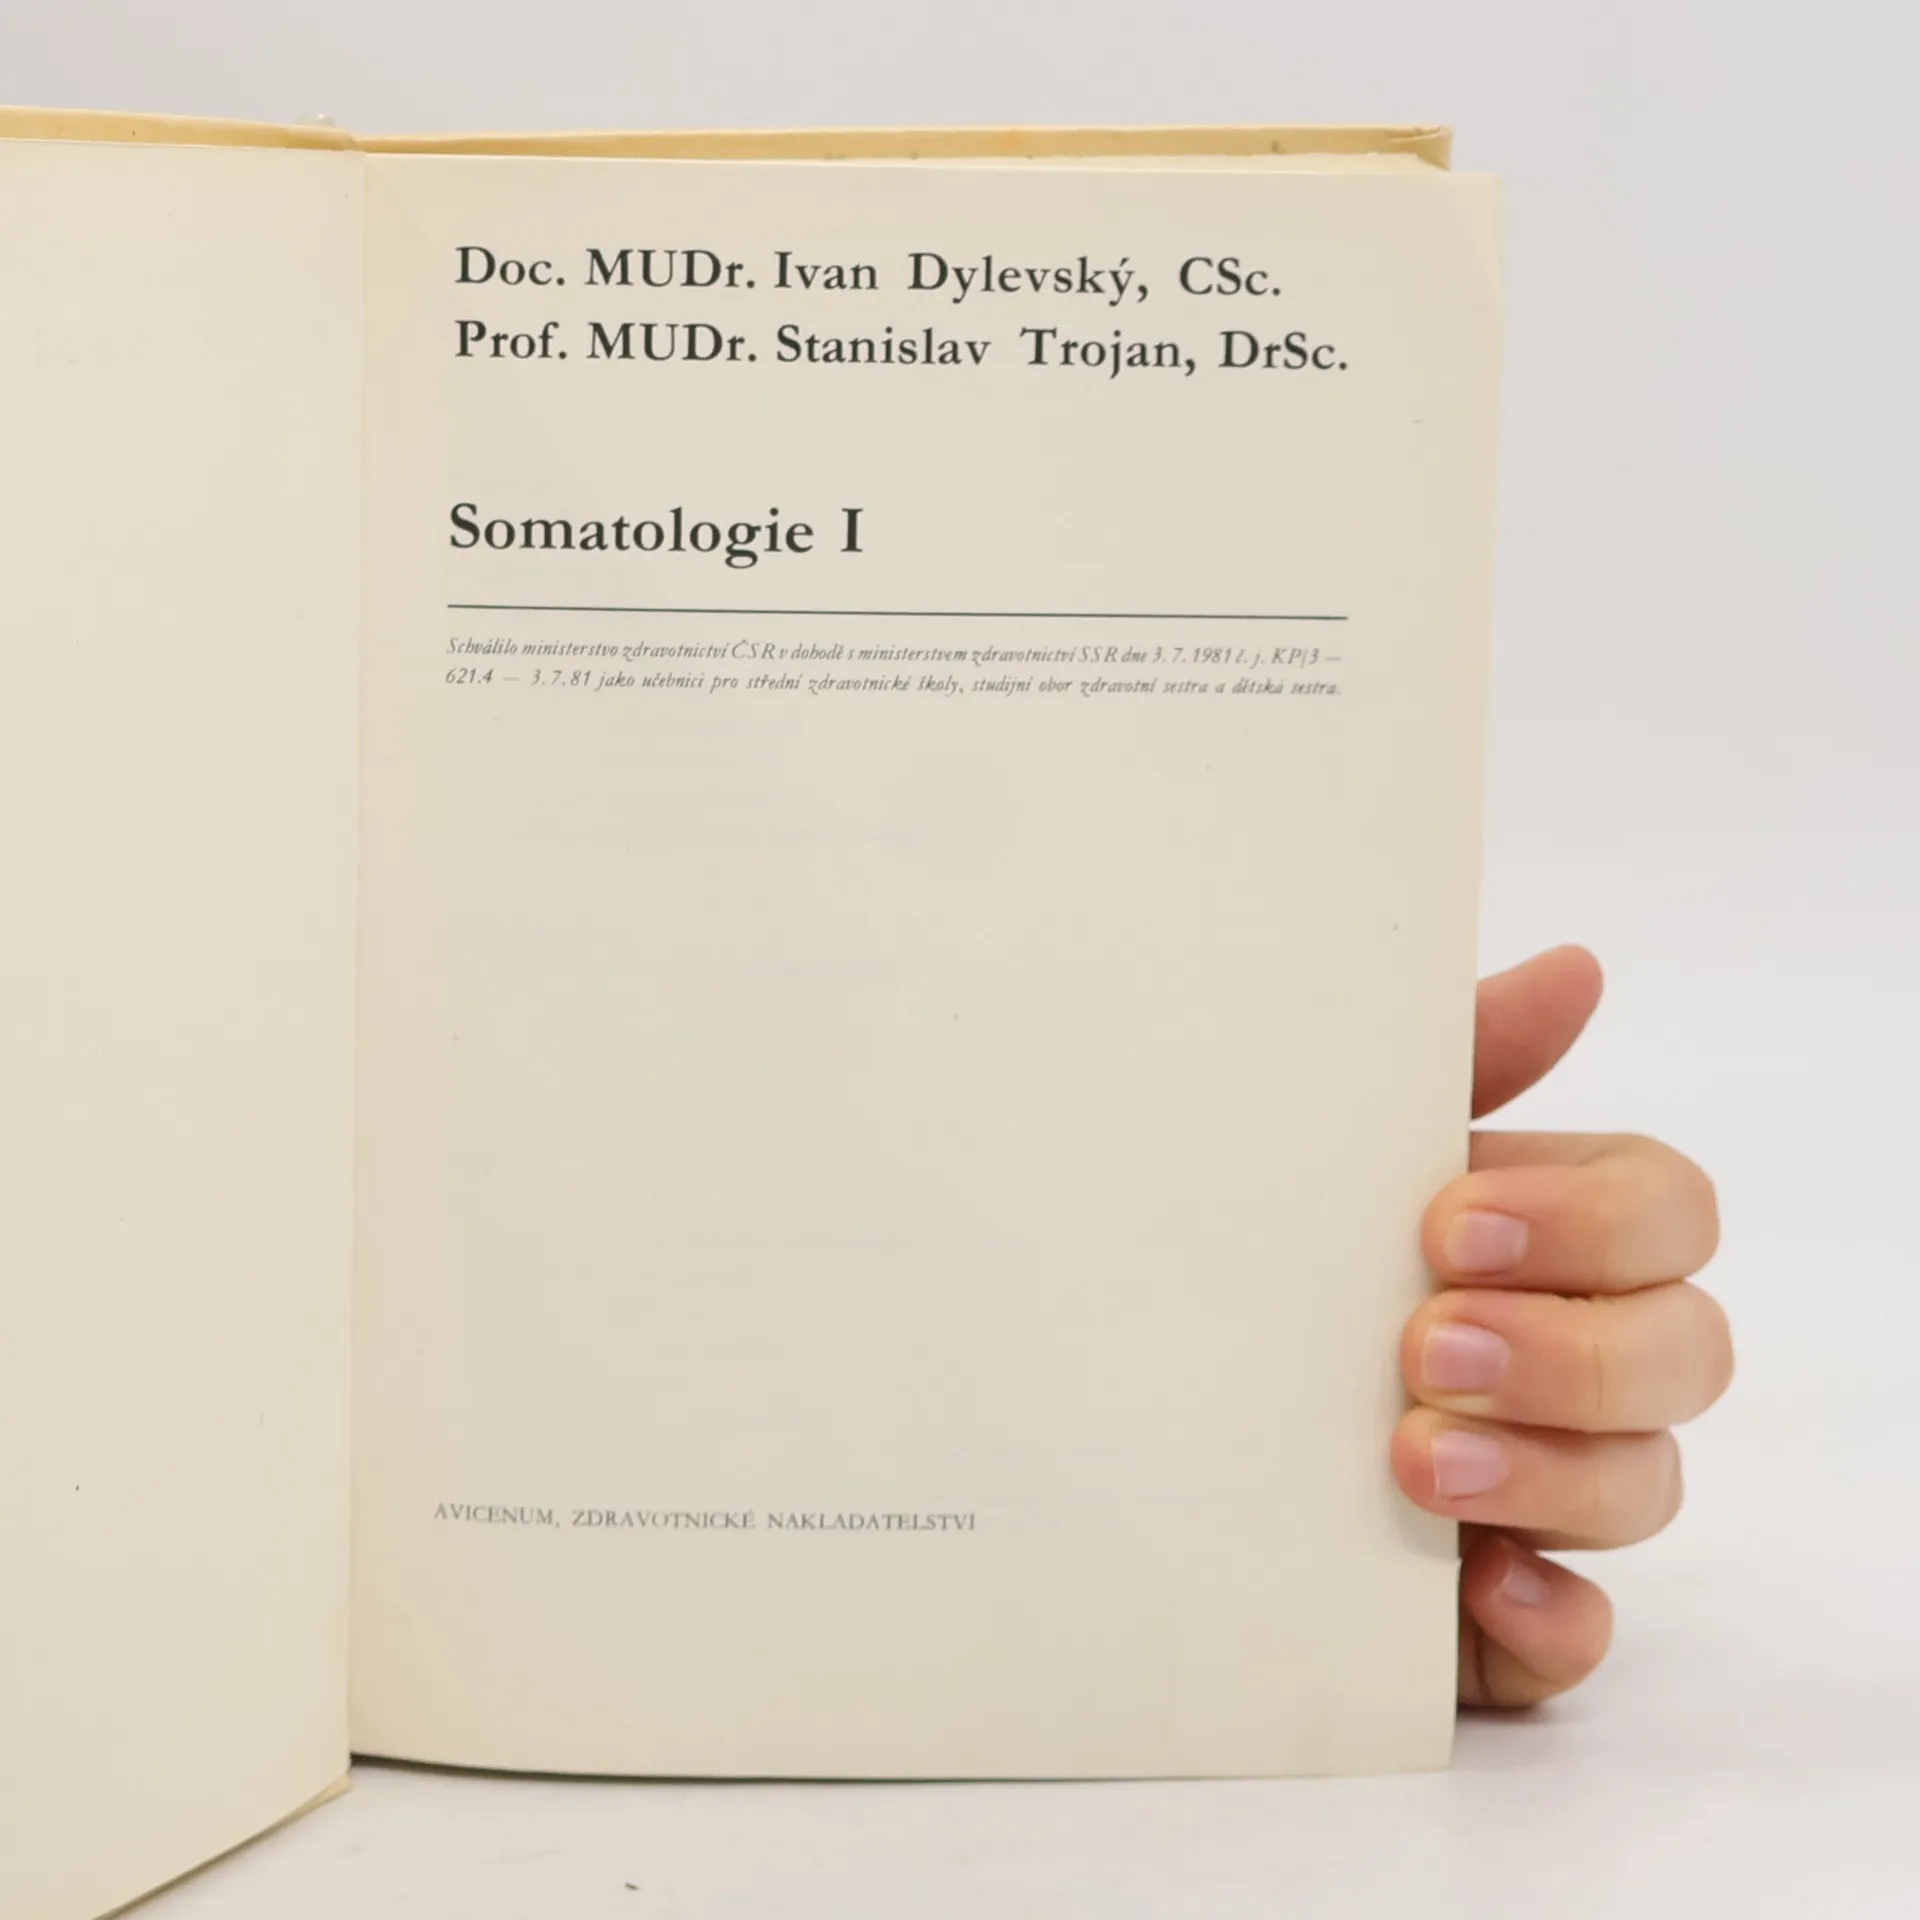 Doc. MUDr. Ivan Dylevský, CSc.
Prof. MUDr. Stanislav Trojan, DrSc.
Somatologie I
Schválilo ministerstvo zdravotnictví ČSR v dohodě s ministerstvem zdravotnictví SSR dne 3. 7. 1981 č. j. KP/3 —
621.4 — 3. 7. 81 jako učebnici pro střední zdravotnické školy, studijní obor zdravotní sestra a dětská sestra.
AVICENUM, ZDRAVOTNICKÉ NAKLADATELSTVÍ